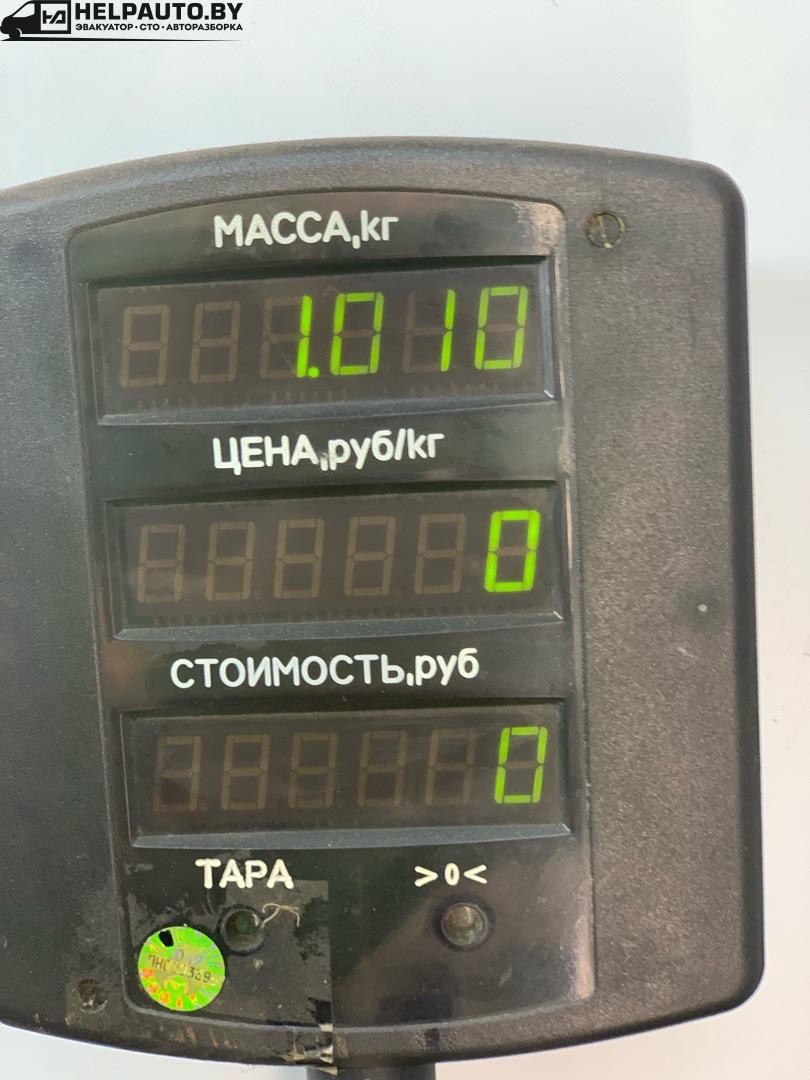 HELPAUTO.BY
ЭВАКУАТОР • СТО • АВТОРАЗБОРКА
МАССА,кг
1.010
ЦЕНА,руб/кг
0
СТОИМОСТЬ,руб
0
ТАРА >0<